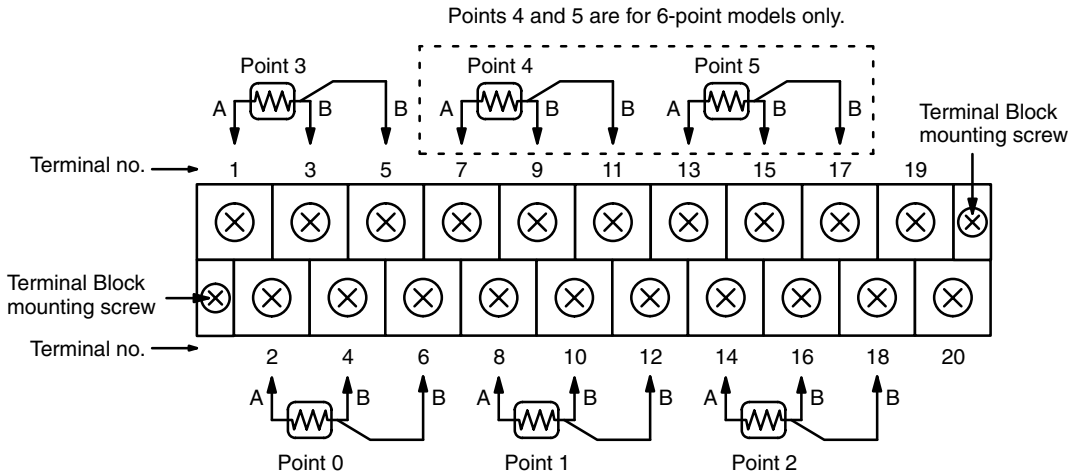 Points 4 and 5 are for 6-point models only.
Point 3
Point 4
Point 5
A
B
B
A
B
B
A
B
B
Terminal Block
mounting screw
Terminal no.
1
3
5
7
9
11
13
15
17
19
Terminal Block
mounting screw
Terminal no.
2
4
6
8
10
12
14
16
18
20
A
B
B
A
B
B
A
B
B
Point 0
Point 1
Point 2